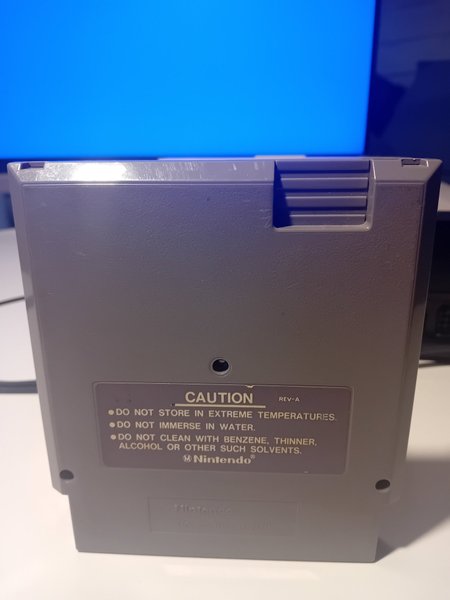 CAUTION REV-A
●DO NOT STORE IN EXTREME TEMPERATURES.
●DO NOT IMMERSE IN WATER.
●DO NOT CLEAN WITH BENZENE, THINNER,
ALCOHOL OR OTHER SUCH SOLVENTS.
Nintendo®
Nintendo